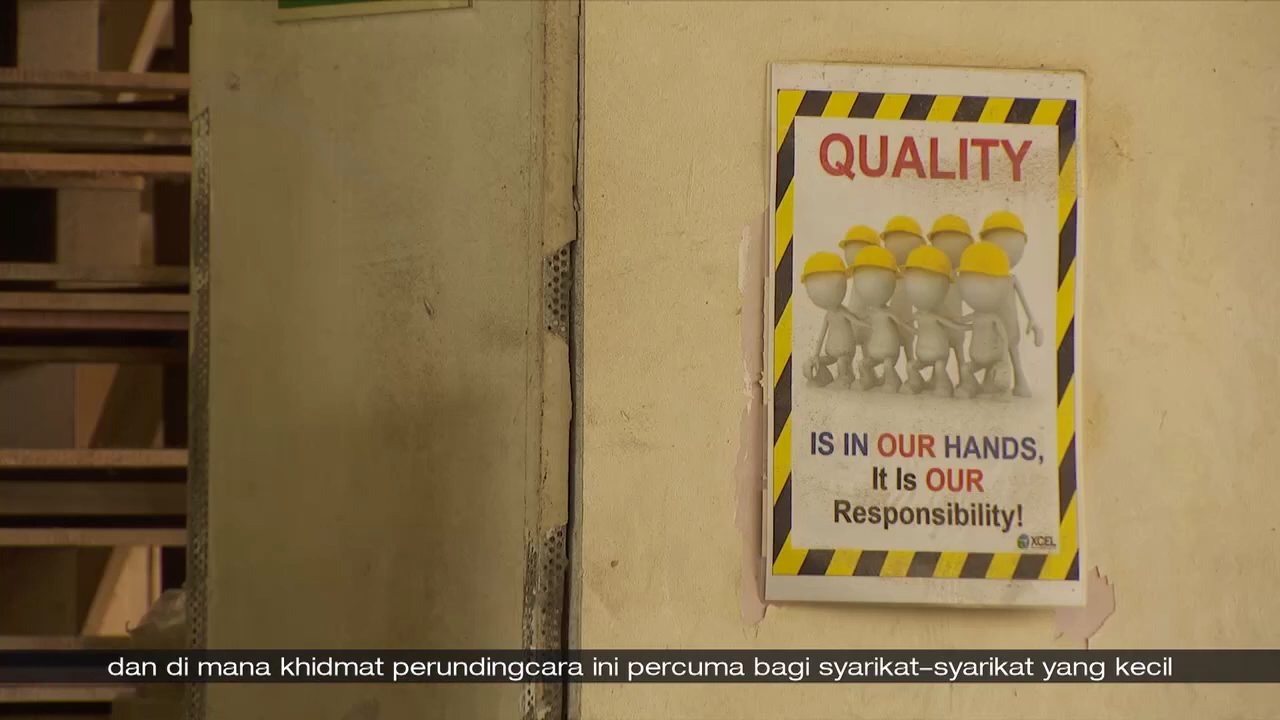 QUALITY
IS IN OUR HANDS,
It Is OUR
Responsibility!
XCEL
dan di mana khidmat perundingcara ini percuma bagi syarikat-syarikat yang kecil